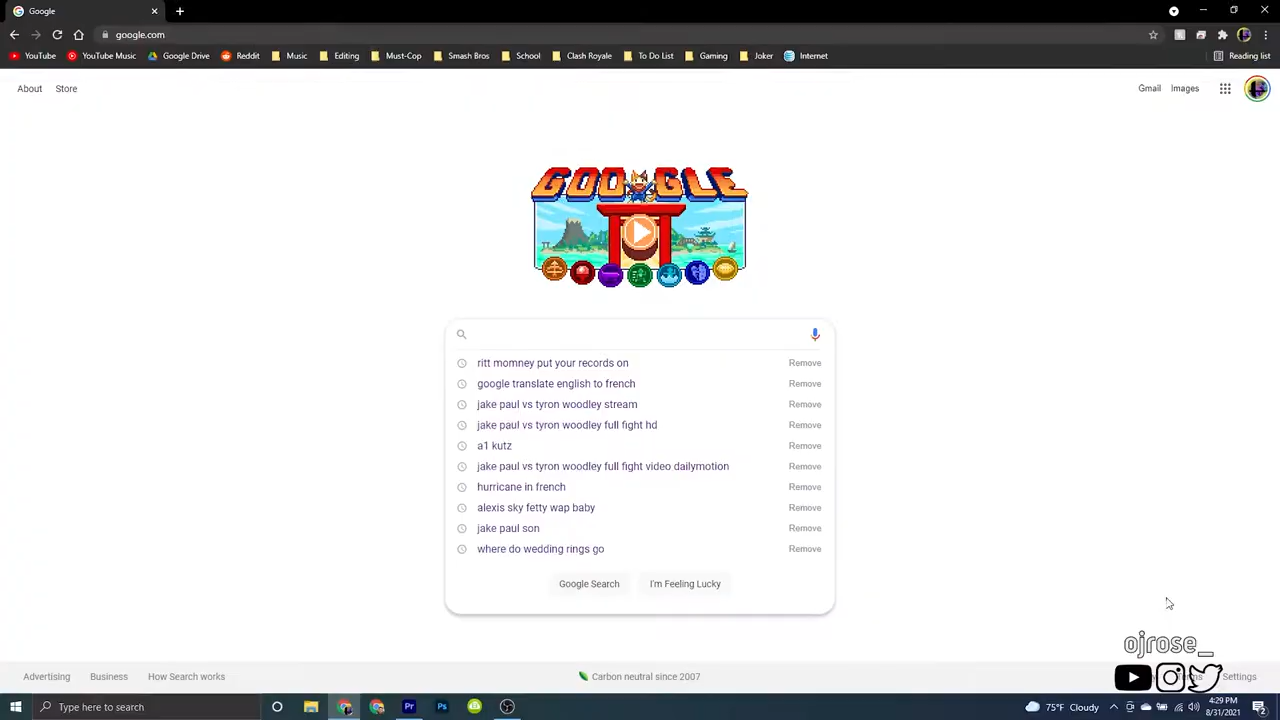 Google
google.com
YouTube YouTube Music Google Drive Reddit Music Editing Must-Cop Smash Bros School Clash Royale To Do List Gaming Joker Internet Reading list
About Store Gmail Images
GOOGLE
ritt momney put your records on Remove
google translate english to french Remove
jake paul vs tyron woodley stream Remove
jake paul vs tyron woodley full fight hd Remove
a1 kutz Remove
jake paul vs tyron woodley full fight video dailymotion Remove
hurricane in french Remove
alexis sky fetty wap baby Remove
jake paul son Remove
where do wedding rings go Remove
Google Search I'm Feeling Lucky
ojrose_
Advertising Business How Search works Carbon neutral since 2007 Terms Settings
Type here to search Pr Ps 75°F Cloudy 4:29 PM
8/31/2021 2